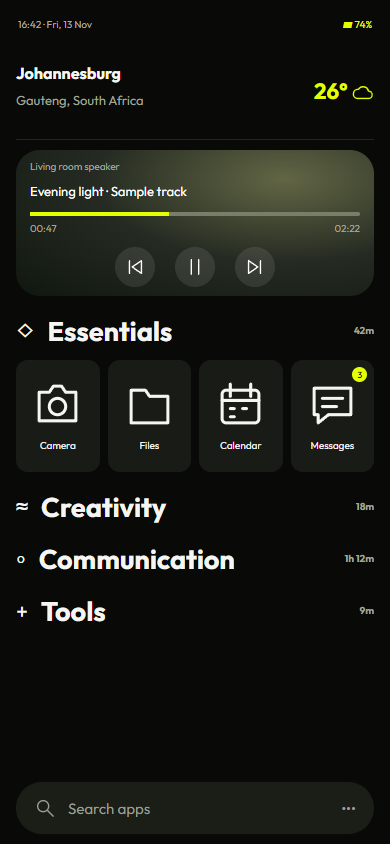 16:42 · Fri, 13 Nov
74%
Johannesburg
Gauteng, South Africa
26°
Living room speaker
Evening light · Sample track
00:47
02:22
Essentials
42m
Camera
Files
Calendar
3
Messages
Creativity
18m
Communication
1h 12m
Tools
9m
Search apps